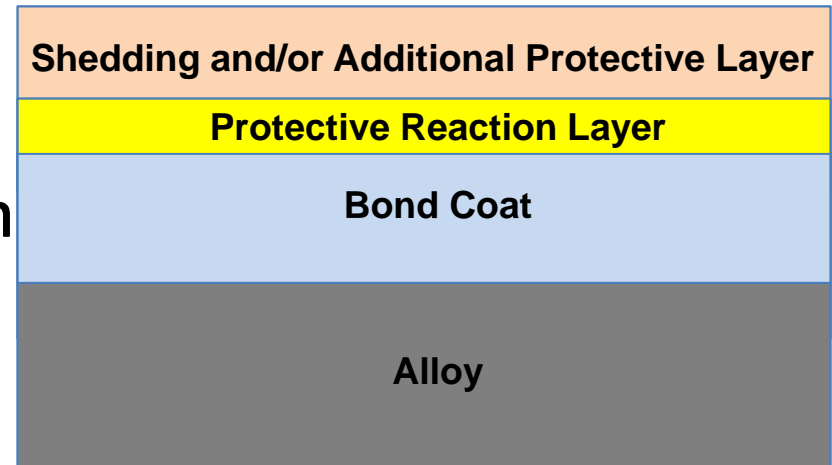 Shedding and/or Additional Protective Layer
Protective Reaction Layer
n
Bond Coat
Alloy